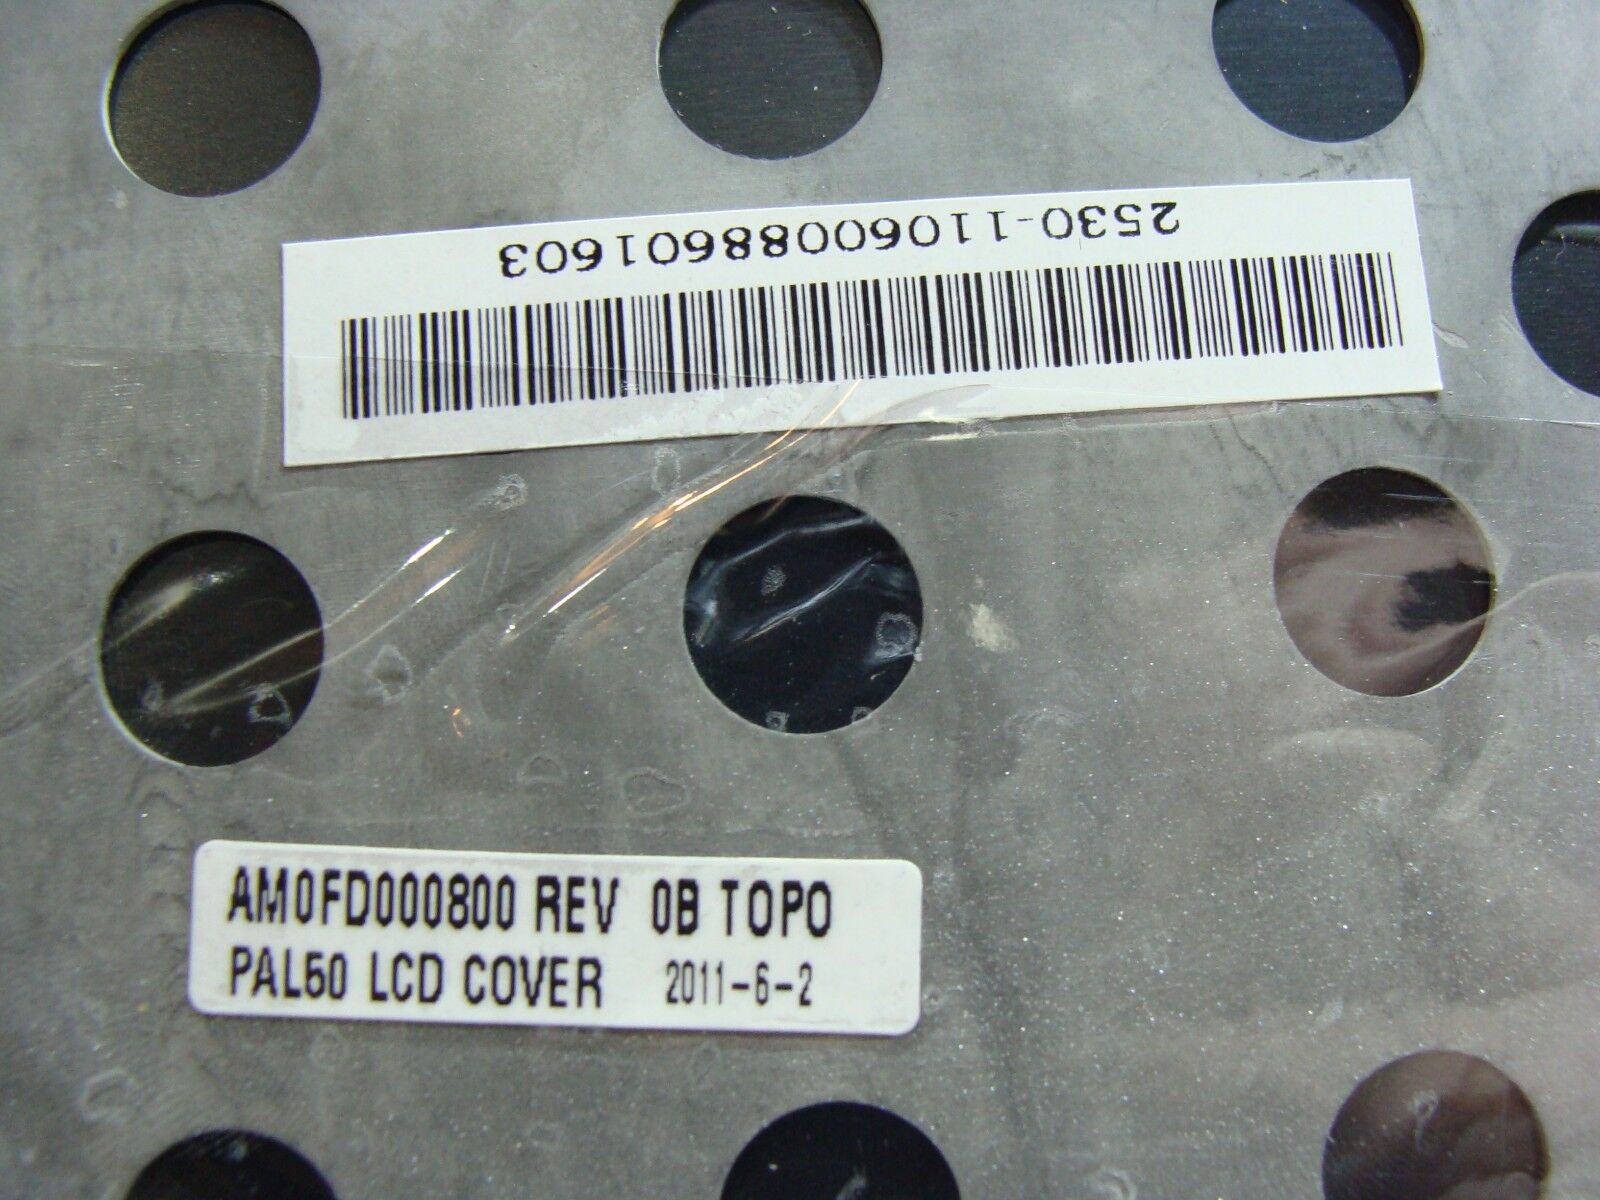 2530-11060088601603
AM0FD000800 REV 0B TOPO
PAL50 LCD COVER 2011-6-2